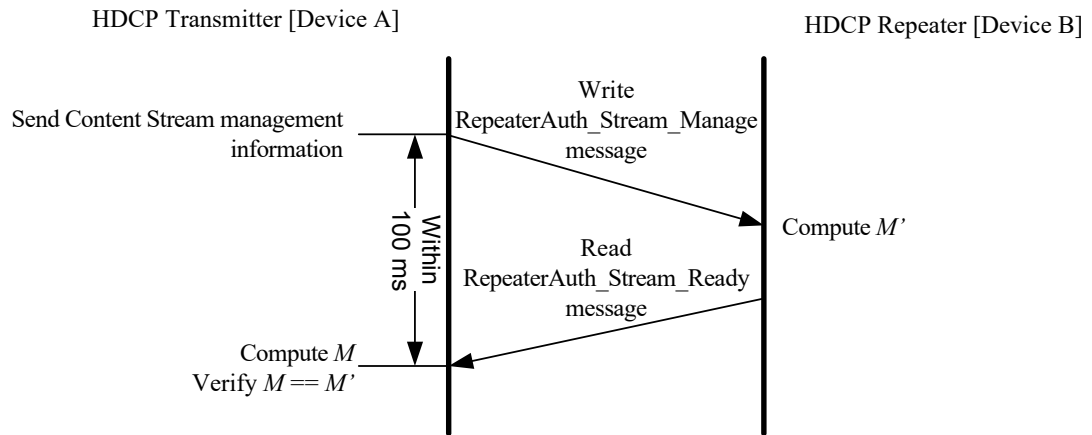 HDCP Transmitter [Device A]
HDCP Repeater [Device B]
Send Content Stream management
information
Write
RepeaterAuth_Stream_Manage
message
Within
100 ms
Compute M’
Read
RepeaterAuth_Stream_Ready
message
Compute M
Verify M == M’